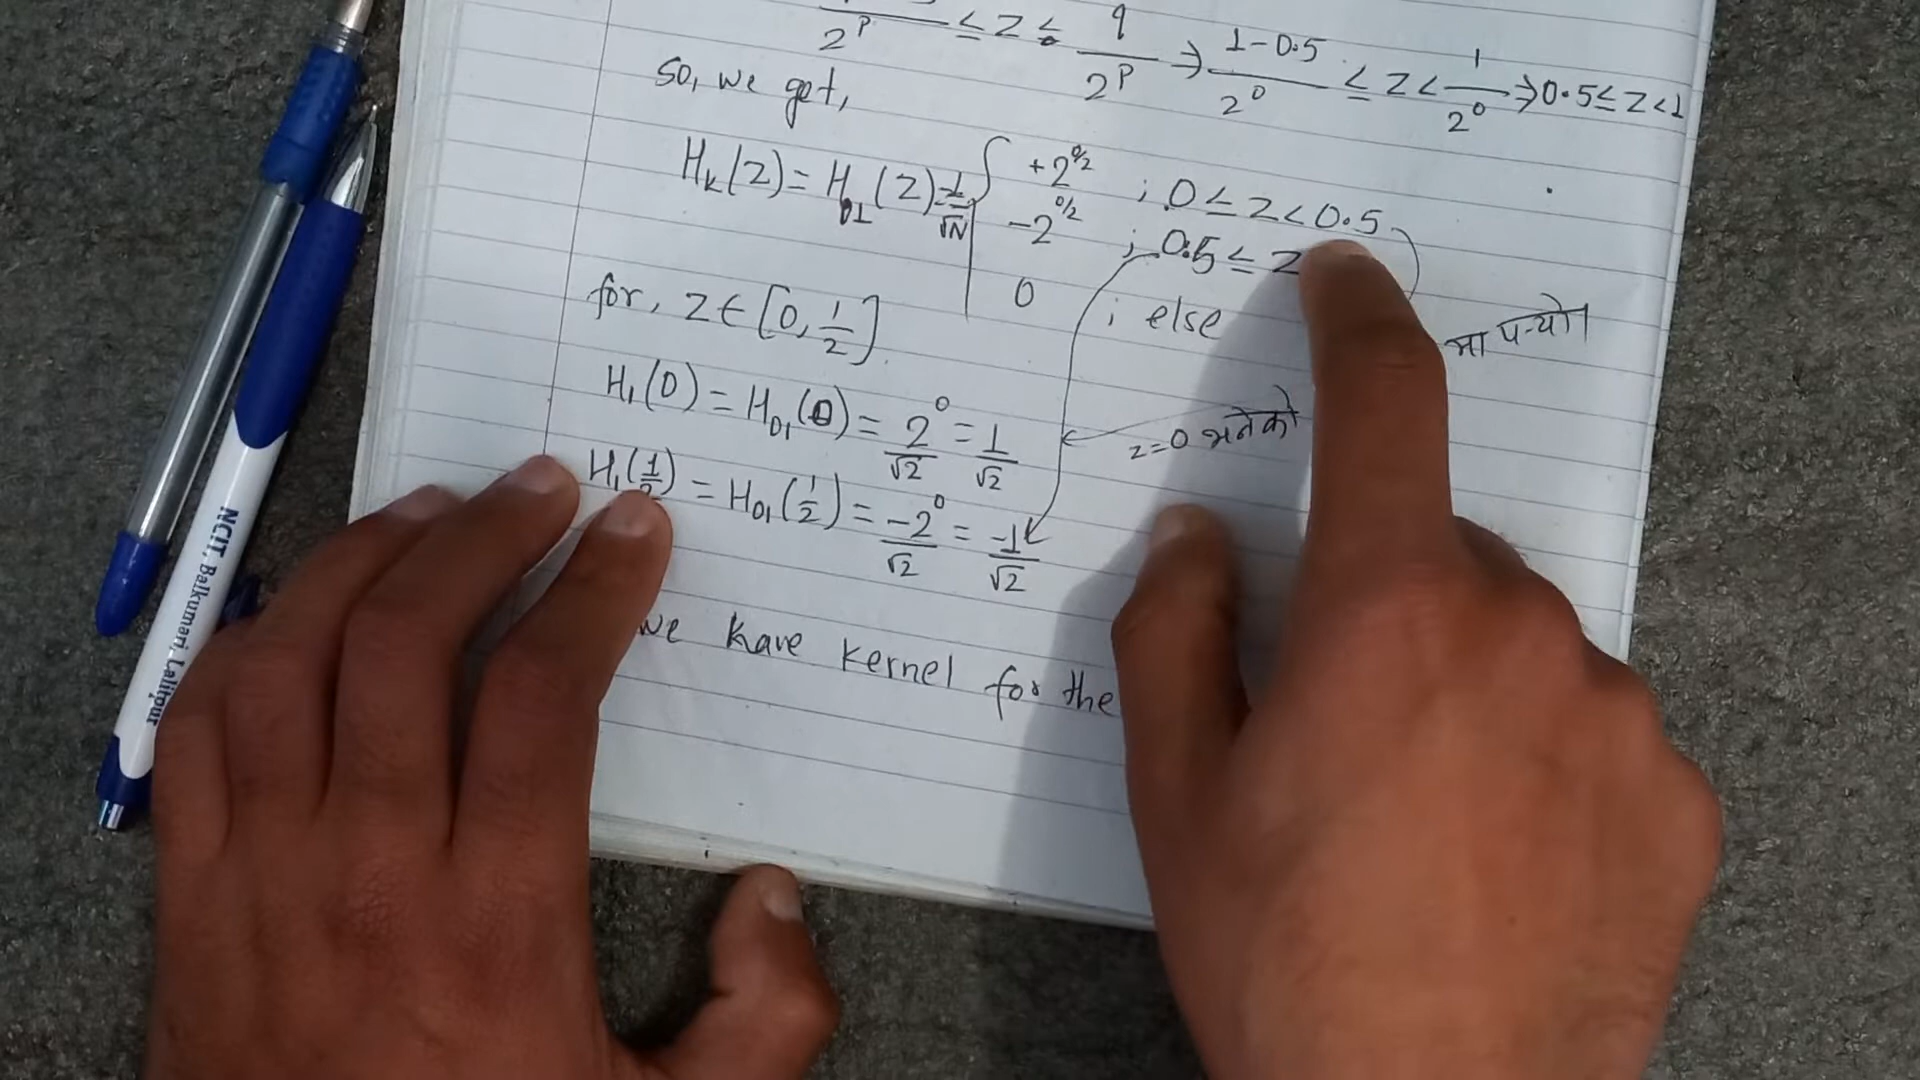 /2^P ≤ Z ≤ q/2^P ⇒ (1-0.5)/2^0 ≤ Z < 1/2^0 ⇒ 0.5 ≤ Z < 1
so, we get,
H_k(Z) = H_01(Z) = 1/√N { +2^0/2 ; 0 ≤ Z < 0.5
-2^0/2 ; 0.5 ≤ Z
0 ; else
for, Z ∈ [0, 1/2]
मा पर्‍यो।
H_1(0) = H_01(0) = 2^0/√2 = 1/√2
z=0 भनेको
H_1(1/2) = H_01(1/2) = -2^0/√2 = -1/√2
we have kernel for the
NCIT, Balkumari, Lalitpur